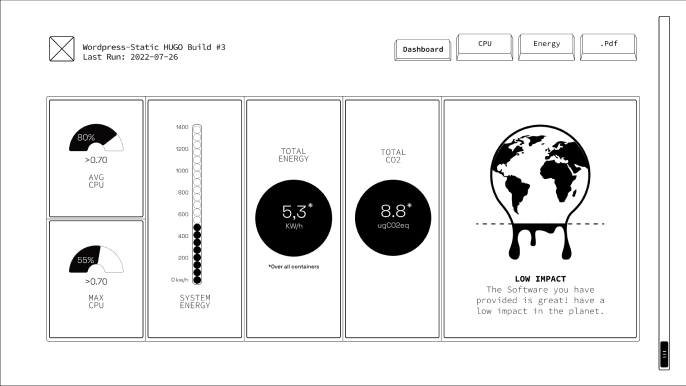 Wordpress-Static HUGO Build #3
Last Run: 2022-07-26
Dashboard
CPU
Energy
.Pdf
80%
>0.70
AVG
CPU
55%
>0.70
MAX
CPU
1400
1200
1000
800
600
400
200
0 kw/h
SYSTEM
ENERGY
TOTAL
ENERGY
5,3*
KW/h
*Over all containers
TOTAL
CO2
8.8*
ugCO2eq
LOW IMPACT
The Software you have
provided is great! have a
low impact in the planet.